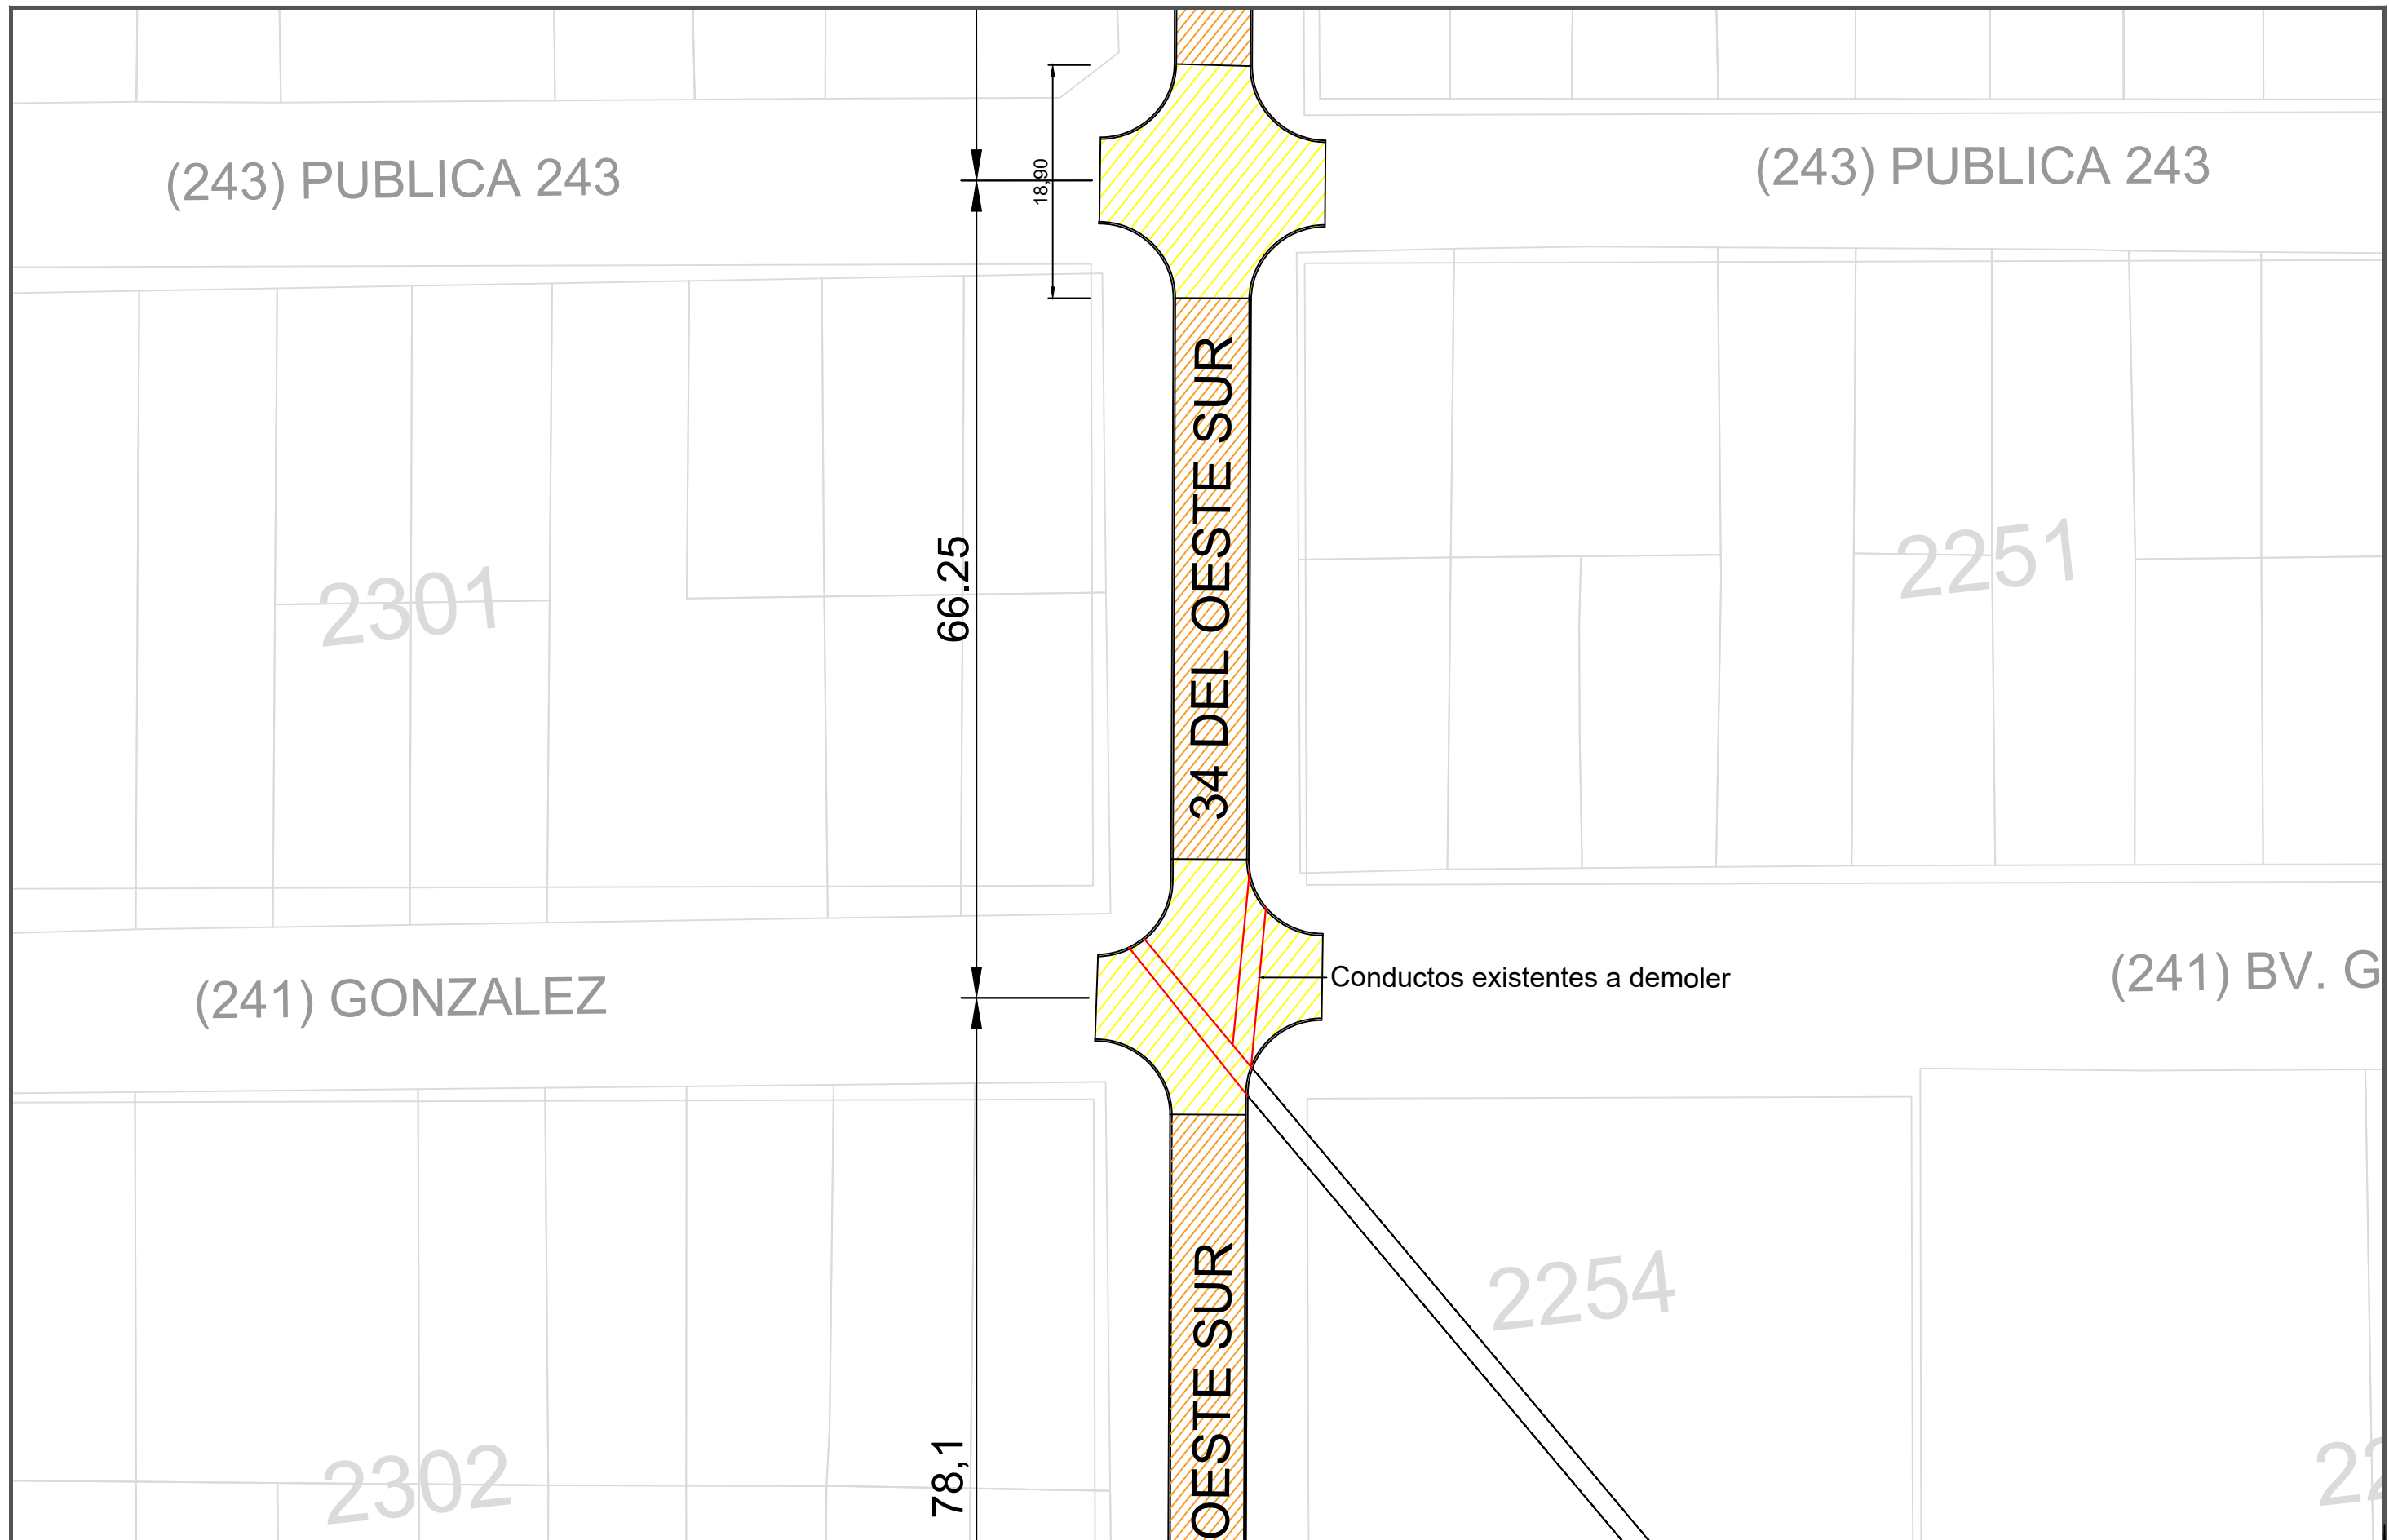 (243) PUBLICA 243
18,90
(243) PUBLICA 243
66.25
34 DEL OESTE SUR
2301
2251
(241) GONZALEZ
Conductos existentes a demoler
(241) BV. G
2254
OESTE SUR
78,1
2302
22